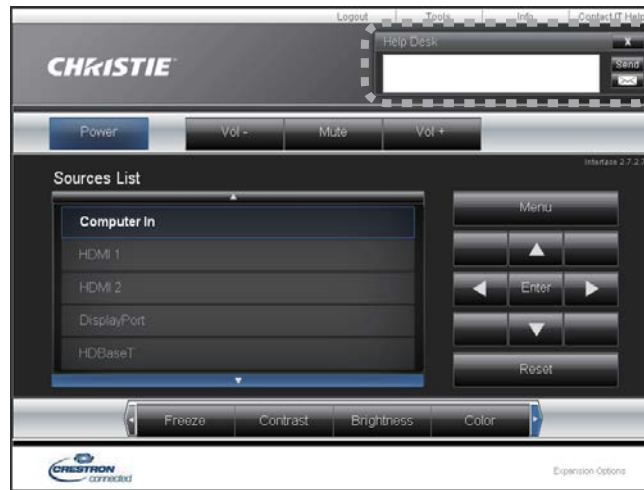 Logout Tools Info Contact IT Help
Help Desk X
CHRISTIE
Send
Power Vol - Mute Vol +
Interface 2.7.2.7
Sources List
Computer In
HDMI 1
HDMI 2
DisplayPort
HDBaseT
Menu
Enter
Reset
Freeze Contrast Brightness Color
CRESTRON
connected
Expansion Options